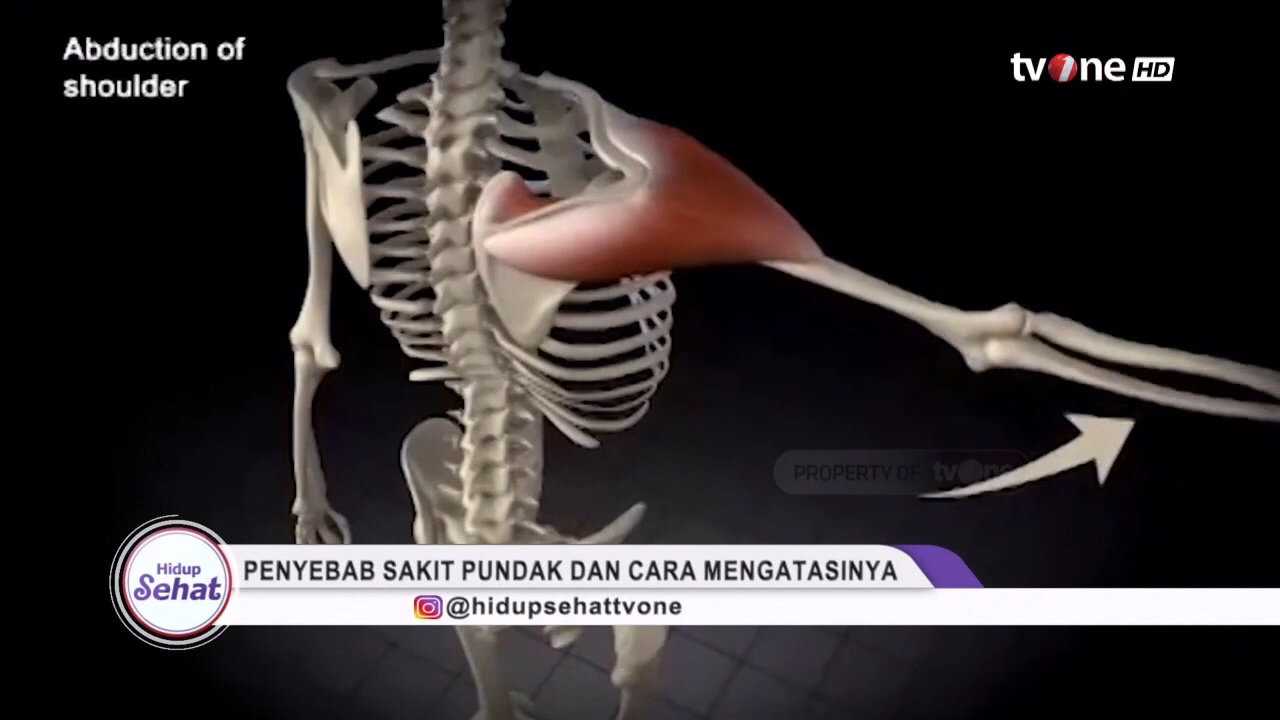 Abduction of
shoulder
tvOne HD
PROPERTY OF tvOne
Hidup
Sehat
PENYEBAB SAKIT PUNDAK DAN CARA MENGATASINYA
@hidupsehattvone